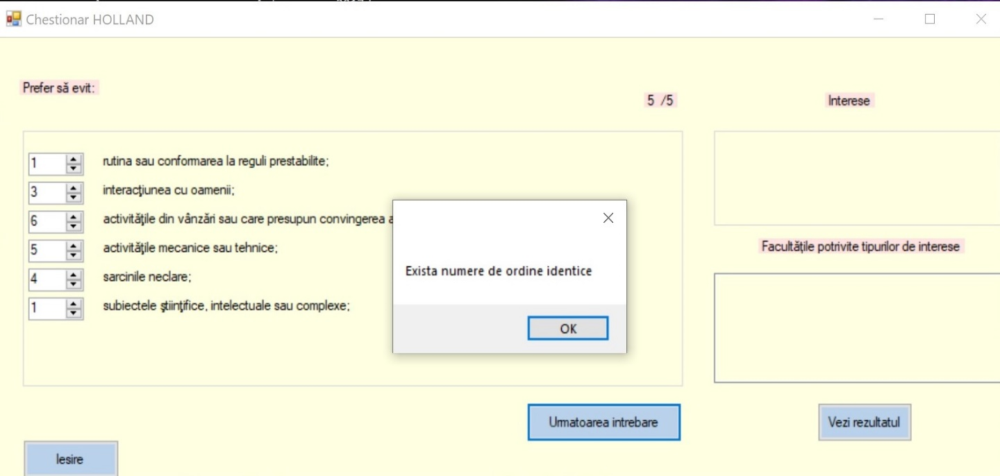 Chestionar HOLLAND
Prefer să evit:
5 /5
Interese
1 rutina sau conformarea la reguli prestabilite;
3 interacţiunea cu oamenii;
6 activităţile din vânzări sau care presupun convingerea
5 activităţile mecanice sau tehnice;
4 sarcinile neclare;
1 subiectele ştiinţifice, intelectuale sau complexe;
Exista numere de ordine identice
OK
Facultăţile potrivite tipurilor de interese
Urmatoarea intrebare
Vezi rezultatul
Iesire